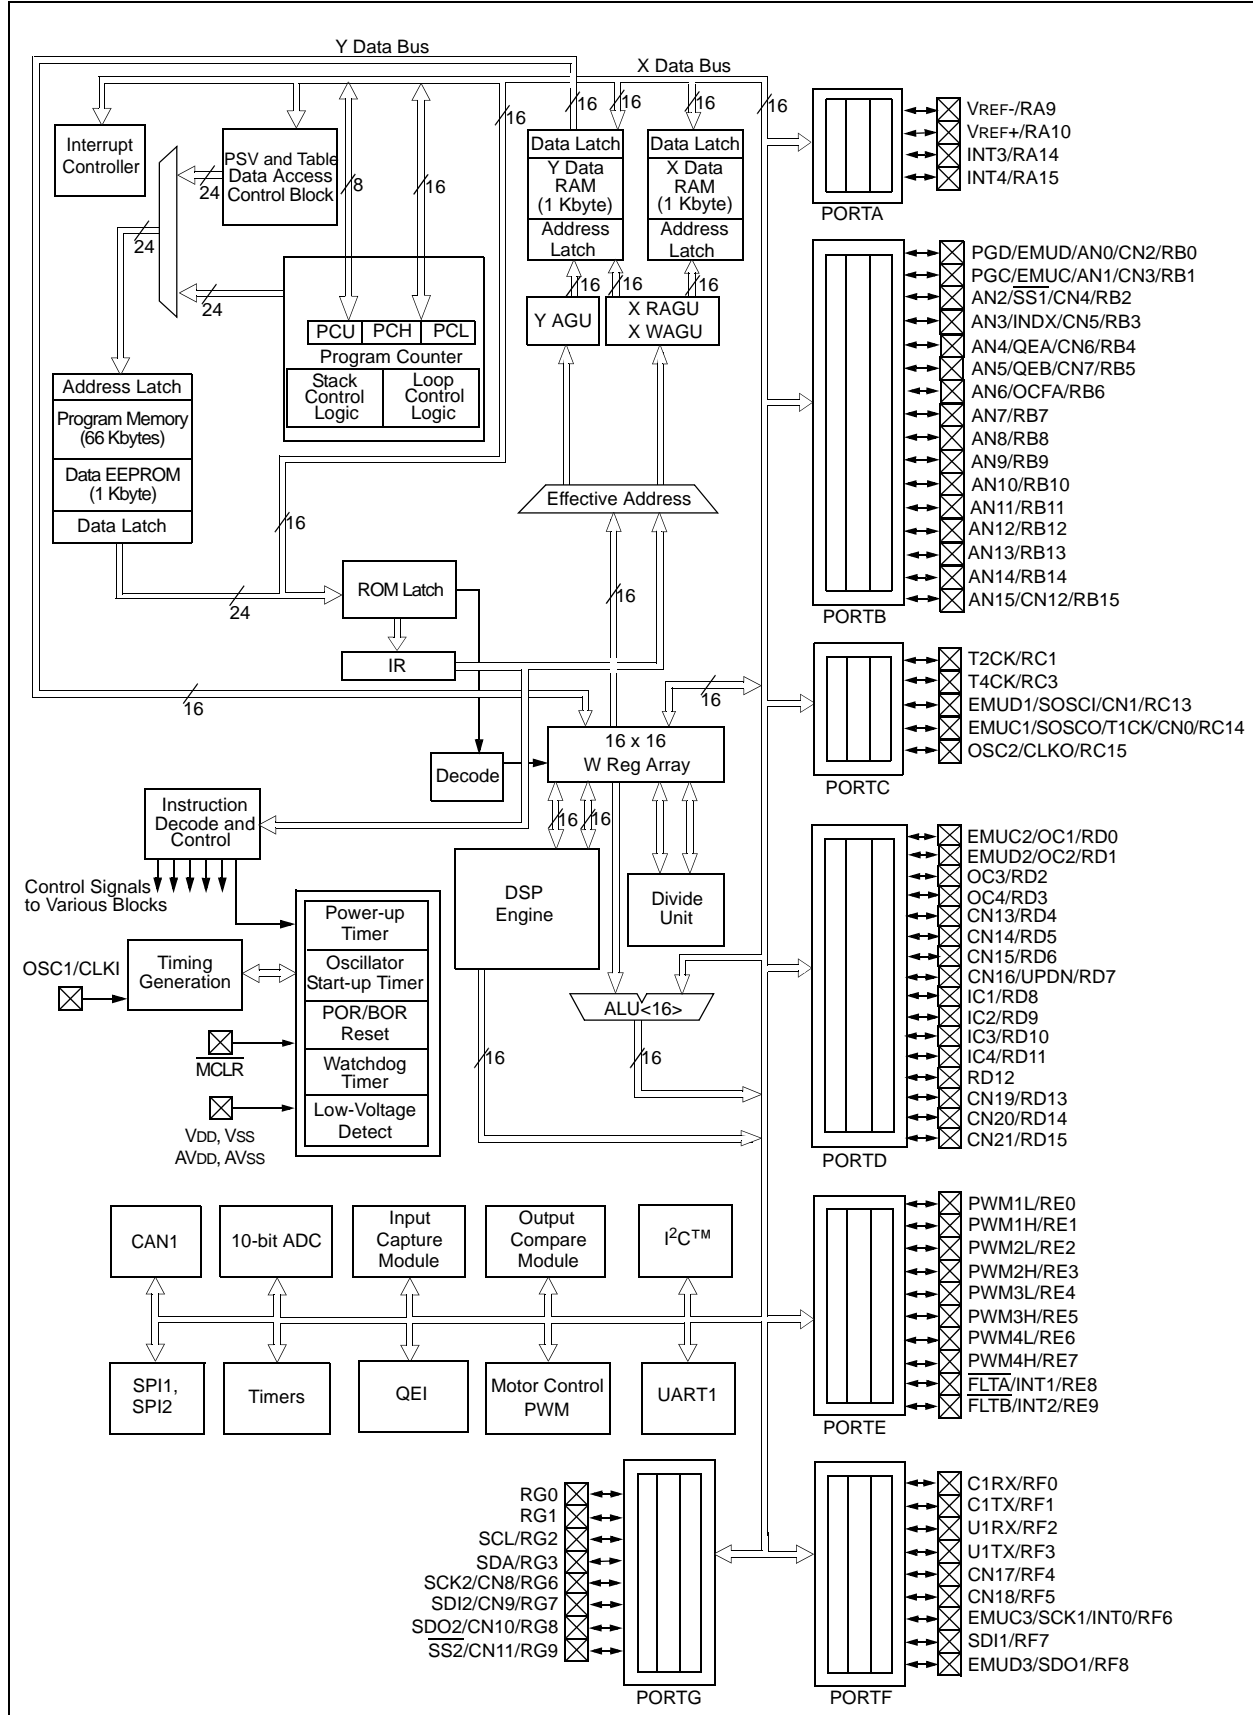 Y Data Bus
X Data Bus
16
16
16
16
16
Interrupt
Controller
PSV and Table
Data Access
Control Block
24
24
8
16
24
Data Latch
Y Data
RAM
(1 Kbyte)
Address
Latch
Data Latch
X Data
RAM
(1 Kbyte)
Address
Latch
16
16
16
Y AGU
X RAGU
X WAGU
PCU
PCH
PCL
Program Counter
Stack
Control
Logic
Loop
Control
Logic
Address Latch
Program Memory
(66 Kbytes)
Data EEPROM
(1 Kbyte)
Data Latch
16
24
Effective Address
16
ROM Latch
IR
16
16
16 x 16
W Reg Array
Decode
16
16
Instruction
Decode and
Control
Control Signals
to Various Blocks
DSP
Engine
Divide
Unit
Power-up
Timer
Oscillator
Start-up Timer
POR/BOR
Reset
Watchdog
Timer
Low-Voltage
Detect
OSC1/CLKI
Timing
Generation
MCLR
VDD, VSS
AVDD, AVSS
ALU<16>
16
16
CAN1
10-bit ADC
Input
Capture
Module
Output
Compare
Module
I²C™
SPI1,
SPI2
Timers
QEI
Motor Control
PWM
UART1
VREF-/RA9
VREF+/RA10
INT3/RA14
INT4/RA15
PORTA
PGD/EMUD/AN0/CN2/RB0
PGC/EMUC/AN1/CN3/RB1
AN2/SS1/CN4/RB2
AN3/INDX/CN5/RB3
AN4/QEA/CN6/RB4
AN5/QEB/CN7/RB5
AN6/OCFA/RB6
AN7/RB7
AN8/RB8
AN9/RB9
AN10/RB10
AN11/RB11
AN12/RB12
AN13/RB13
AN14/RB14
AN15/CN12/RB15
PORTB
T2CK/RC1
T4CK/RC3
EMUD1/SOSCI/CN1/RC13
EMUC1/SOSCO/T1CK/CN0/RC14
OSC2/CLKO/RC15
PORTC
EMUC2/OC1/RD0
EMUD2/OC2/RD1
OC3/RD2
OC4/RD3
CN13/RD4
CN14/RD5
CN15/RD6
CN16/UPDN/RD7
IC1/RD8
IC2/RD9
IC3/RD10
IC4/RD11
RD12
CN19/RD13
CN20/RD14
CN21/RD15
PORTD
PWM1L/RE0
PWM1H/RE1
PWM2L/RE2
PWM2H/RE3
PWM3L/RE4
PWM3H/RE5
PWM4L/RE6
PWM4H/RE7
FLTA/INT1/RE8
FLTB/INT2/RE9
PORTE
RG0
RG1
SCL/RG2
SDA/RG3
SCK2/CN8/RG6
SDI2/CN9/RG7
SDO2/CN10/RG8
SS2/CN11/RG9
PORTG
C1RX/RF0
C1TX/RF1
U1RX/RF2
U1TX/RF3
CN17/RF4
CN18/RF5
EMUC3/SCK1/INT0/RF6
SDI1/RF7
EMUD3/SDO1/RF8
PORTF